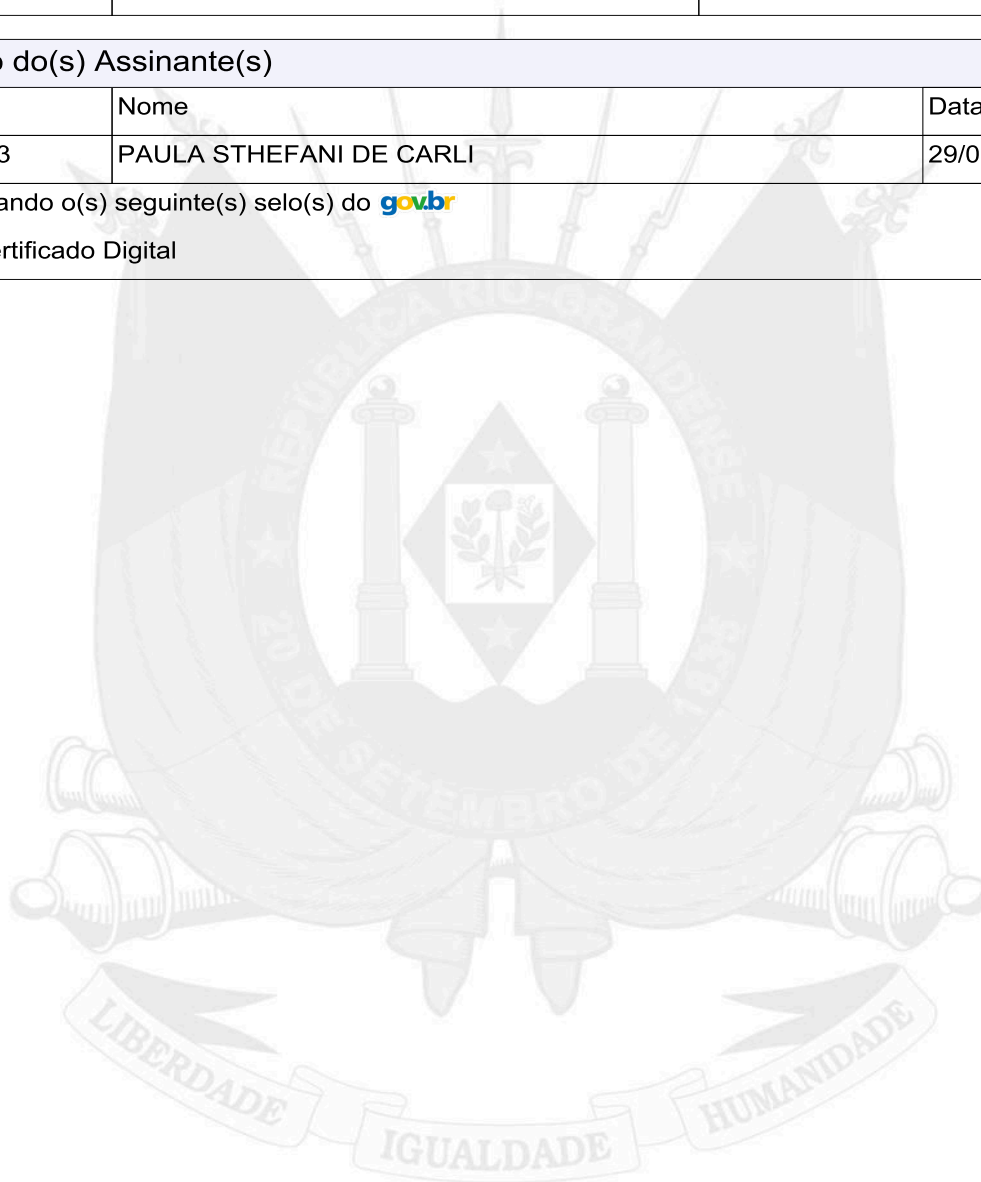 o do(s) Assinante(s)
Nome Data
3 PAULA STHEFANI DE CARLI 29/0
ando o(s) seguinte(s) selo(s) do gov.br
ertificado Digital
REPÚBLICA RIO-GRANDENSE
20 DE SETEMBRO DE 1835
LIBERDADE
IGUALDADE
HUMANIDADE